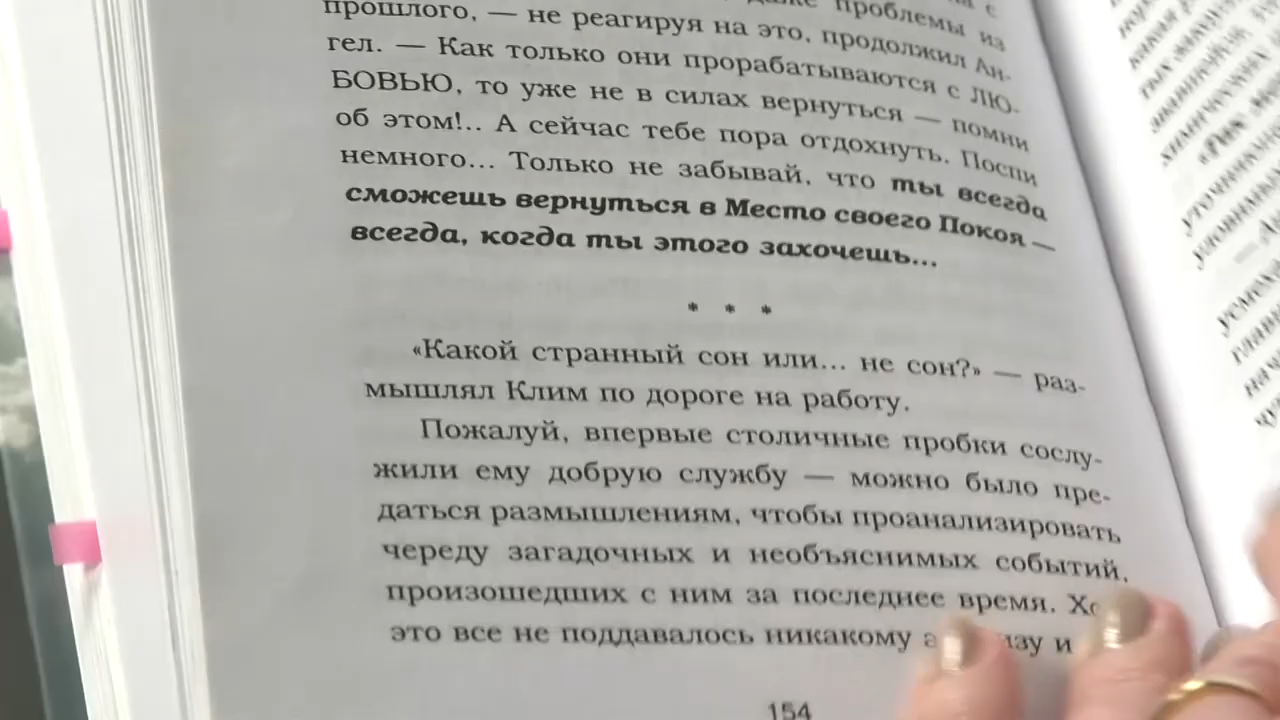 проблемы из
прошлого, — не реагируя на это, продолжил Ан-
гел. — Как только они прорабатываются с ЛЮ-
БОВЬЮ, то уже не в силах вернуться — помни
об этом!.. А сейчас тебе пора отдохнуть. Поспи
немного... Только не забывай, что ты всегда
сможешь вернуться в Место своего Покоя —
всегда, когда ты этого захочешь...
* * *
«Какой странный сон или... не сон?» — раз-
мышлял Клим по дороге на работу.
Пожалуй, впервые столичные пробки сослу-
жили ему добрую службу — можно было пре-
даться размышлениям, чтобы проанализировать
череду загадочных и необъяснимых событий,
произошедших с ним за последнее время.
это все не поддавалось никакому и
154